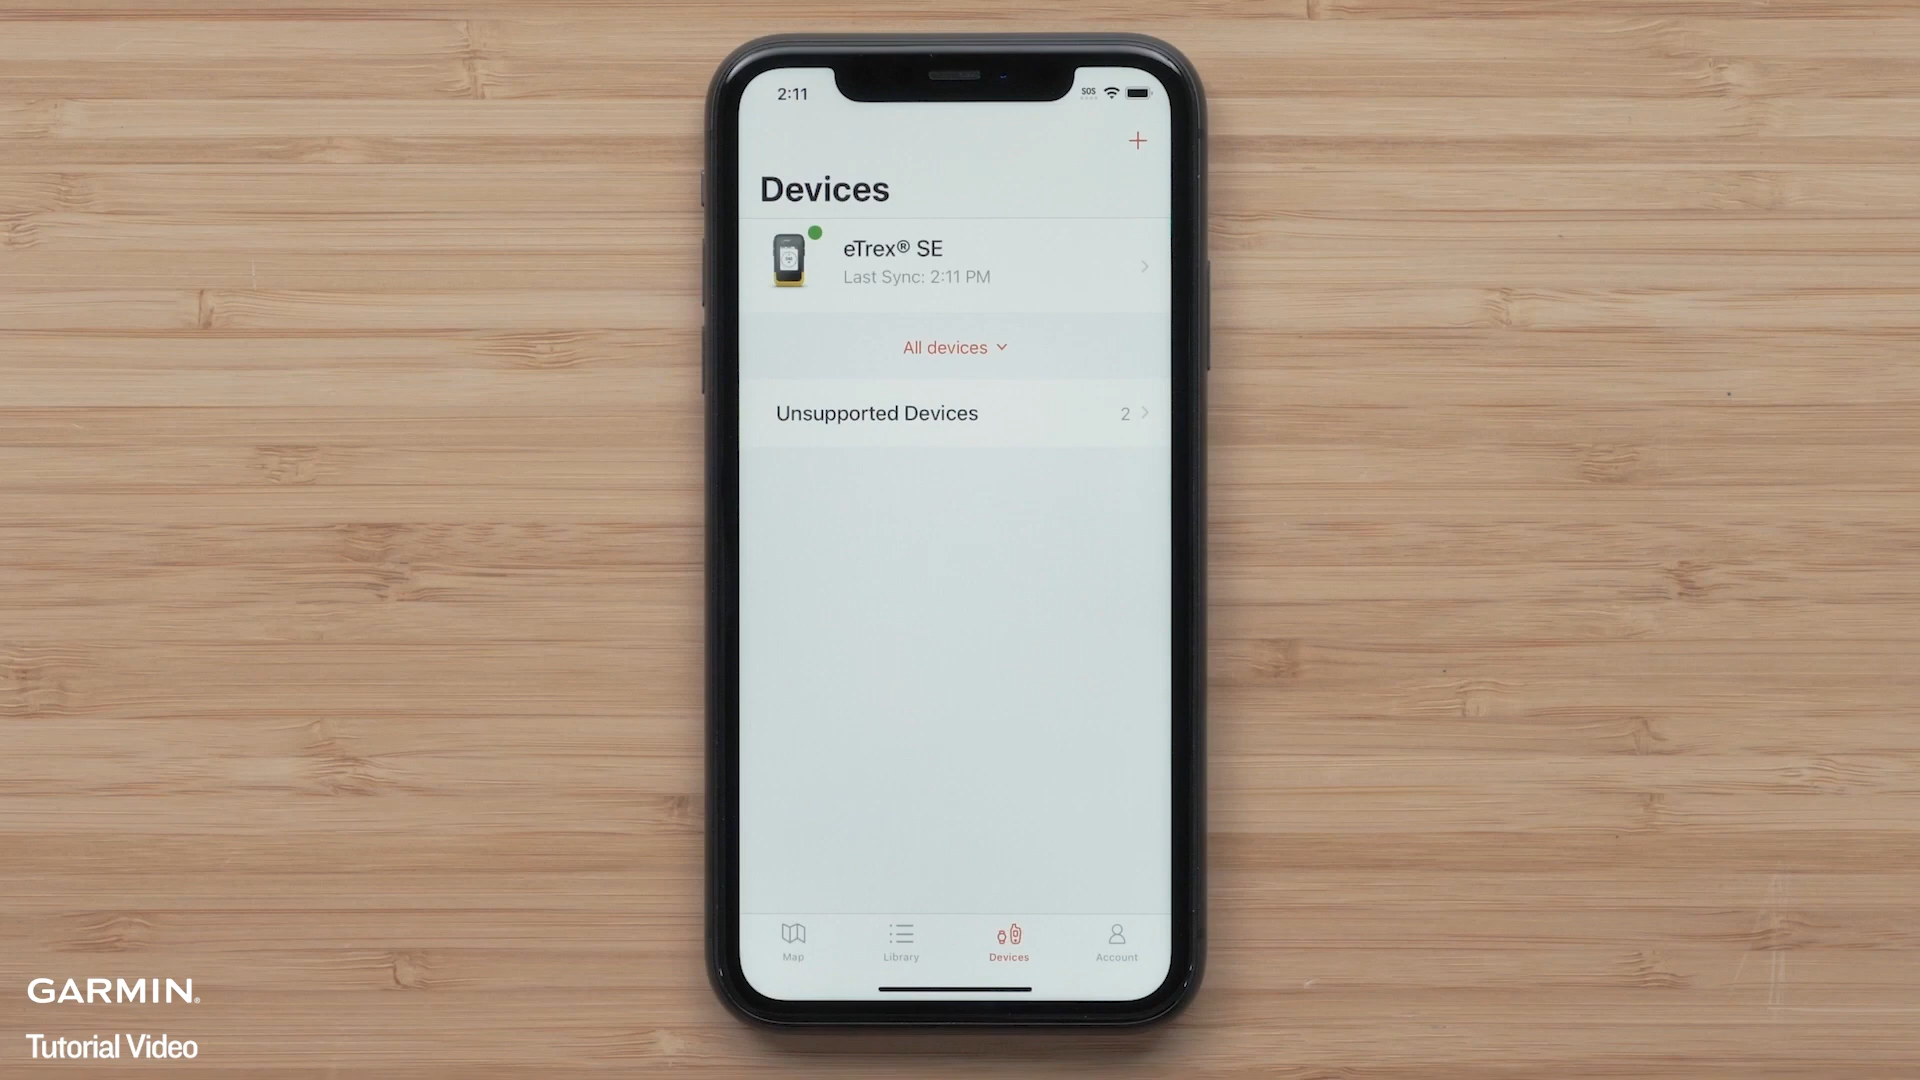 2:11
SOS
Devices
eTrex® SE
Last Sync: 2:11 PM
All devices
Unsupported Devices
2
Map
Library
Devices
Account
GARMIN®
Tutorial Video